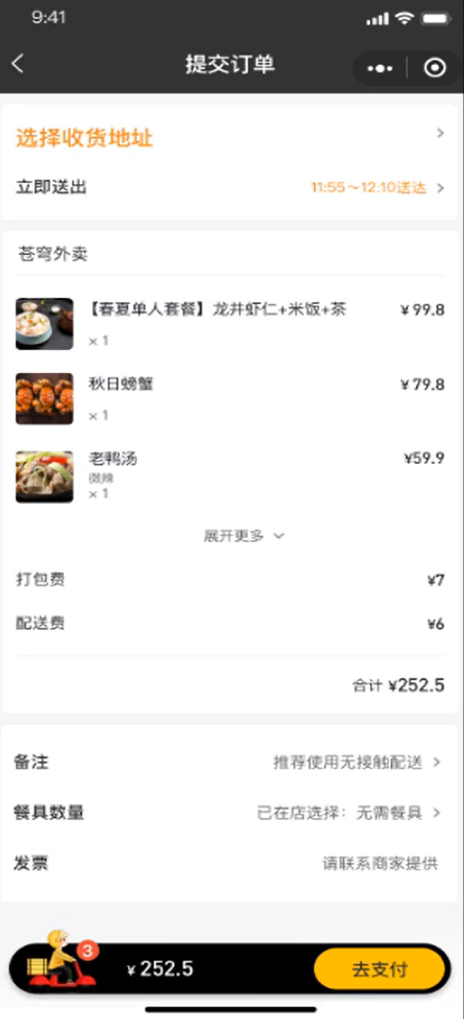 9:41
提交订单
选择收货地址
立即送出 11:55~12:10送达
苍穹外卖
【春夏单人套餐】龙井虾仁+米饭+茶 ¥99.8
×1
秋日螃蟹 ¥79.8
×1
老鸭汤 ¥59.9
微辣
×1
展开更多
打包费 ¥7
配送费 ¥6
合计 ¥252.5
备注 推荐使用无接触配送
餐具数量 已在店选择：无需餐具
发票 请联系商家提供
3 ¥252.5 去支付